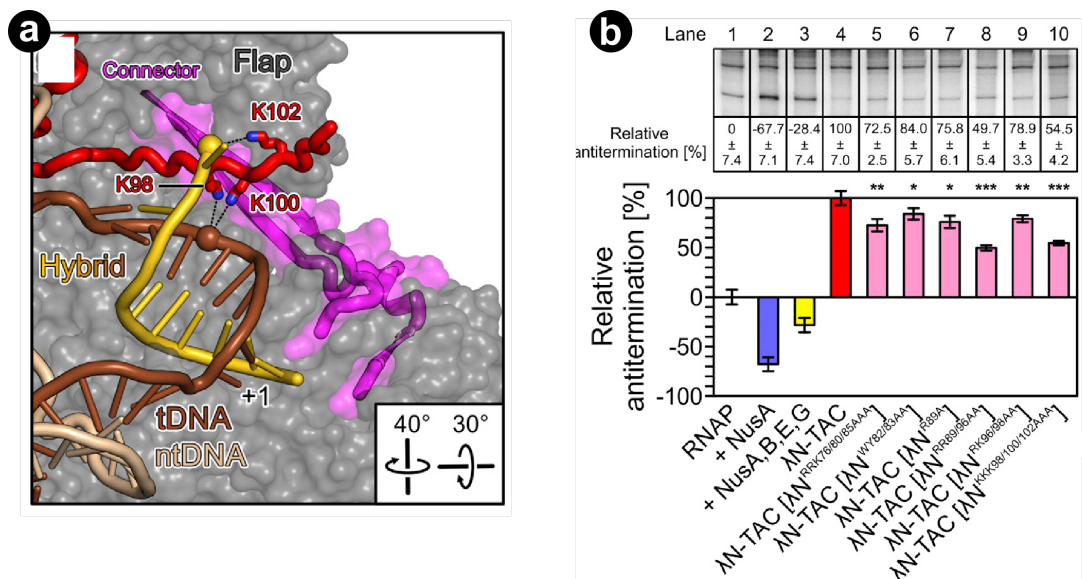 a
Connector
Flap
K102
K98
K100
Hybrid
+1
tDNA
ntDNA
40° 30°
b
Lane 1 2 3 4 5 6 7 8 9 10
Relative antitermination [%]
0 ± 7.4
-67.7 ± 7.1
-28.4 ± 7.4
100 ± 7.0
72.5 ± 2.5
84.0 ± 5.7
75.8 ± 6.1
49.7 ± 5.4
78.9 ± 3.3
54.5 ± 4.2
** * * *** ** ***
Relative
antitermination [%]
100
50
0
-50
-100
RNAP
+ NusA
+ NusA,B,E,G
λN-TAC
λN-TAC [λN^RRK76/80/85AAA]
λN-TAC [λN^WY82/83AA]
λN-TAC [λN^R89A]
λN-TAC [λN^RR89/96AA]
λN-TAC [λN^RK96/98AA]
λN-TAC [λN^KKK98/100/102AAA]